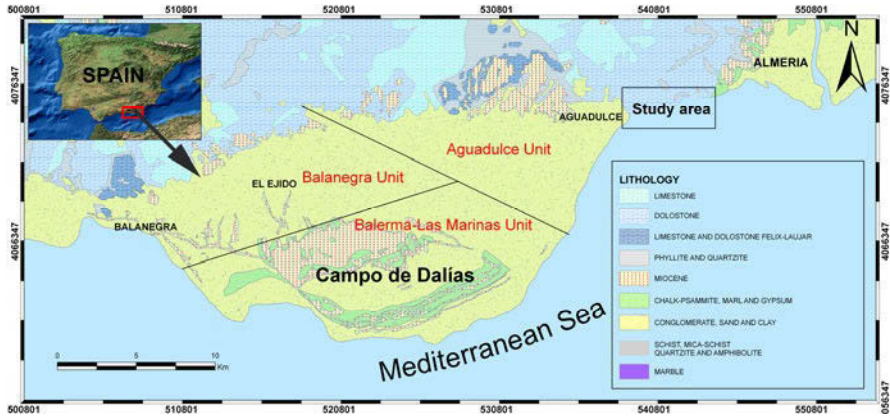 500801 510801 520801 530801 540801 550801
4076347
4066347
4056347
SPAIN
N
ALMERIA
AGUADULCE
Study area
Aguadulce Unit
Balanegra Unit
EL EJIDO
BALANEGRA
Balerma-Las Marinas Unit
Campo de Dalías
Mediterranean Sea
0 5 10
Km
LITHOLOGY
LIMESTONE
DOLOSTONE
LIMESTONE AND DOLOSTONE FELIX-LAUJAR
PHYLLITE AND QUARTZITE
MIOCENE
CHALK-PSAMMITE, MARL AND GYPSUM
CONGLOMERATE, SAND AND CLAY
SCHIST, MICA-SCHIST
QUARTZITE AND AMPHIBOLITE
MARBLE
4076347
4066347
4056347
500801 510801 520801 530801 540801 550801